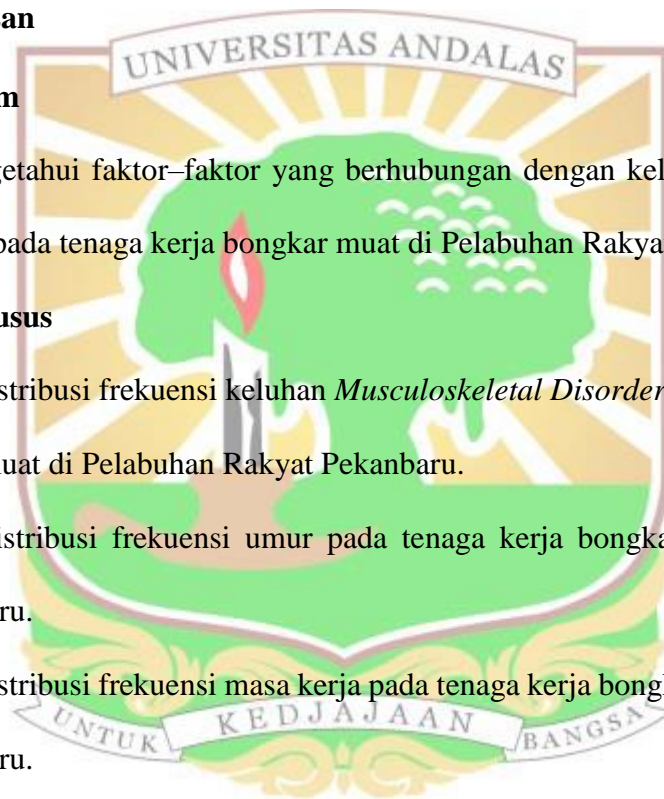 an
UNIVERSITAS ANDALAS
m
getahui faktor–faktor yang berhubungan dengan kel
pada tenaga kerja bongkar muat di Pelabuhan Rakya
usus
stribusi frekuensi keluhan Musculoskeletal Disorder
uat di Pelabuhan Rakyat Pekanbaru.
istribusi frekuensi umur pada tenaga kerja bongka
ru.
stribusi frekuensi masa kerja pada tenaga kerja bongk
UNTUK KEDJAJAAN BANGSA
ru.